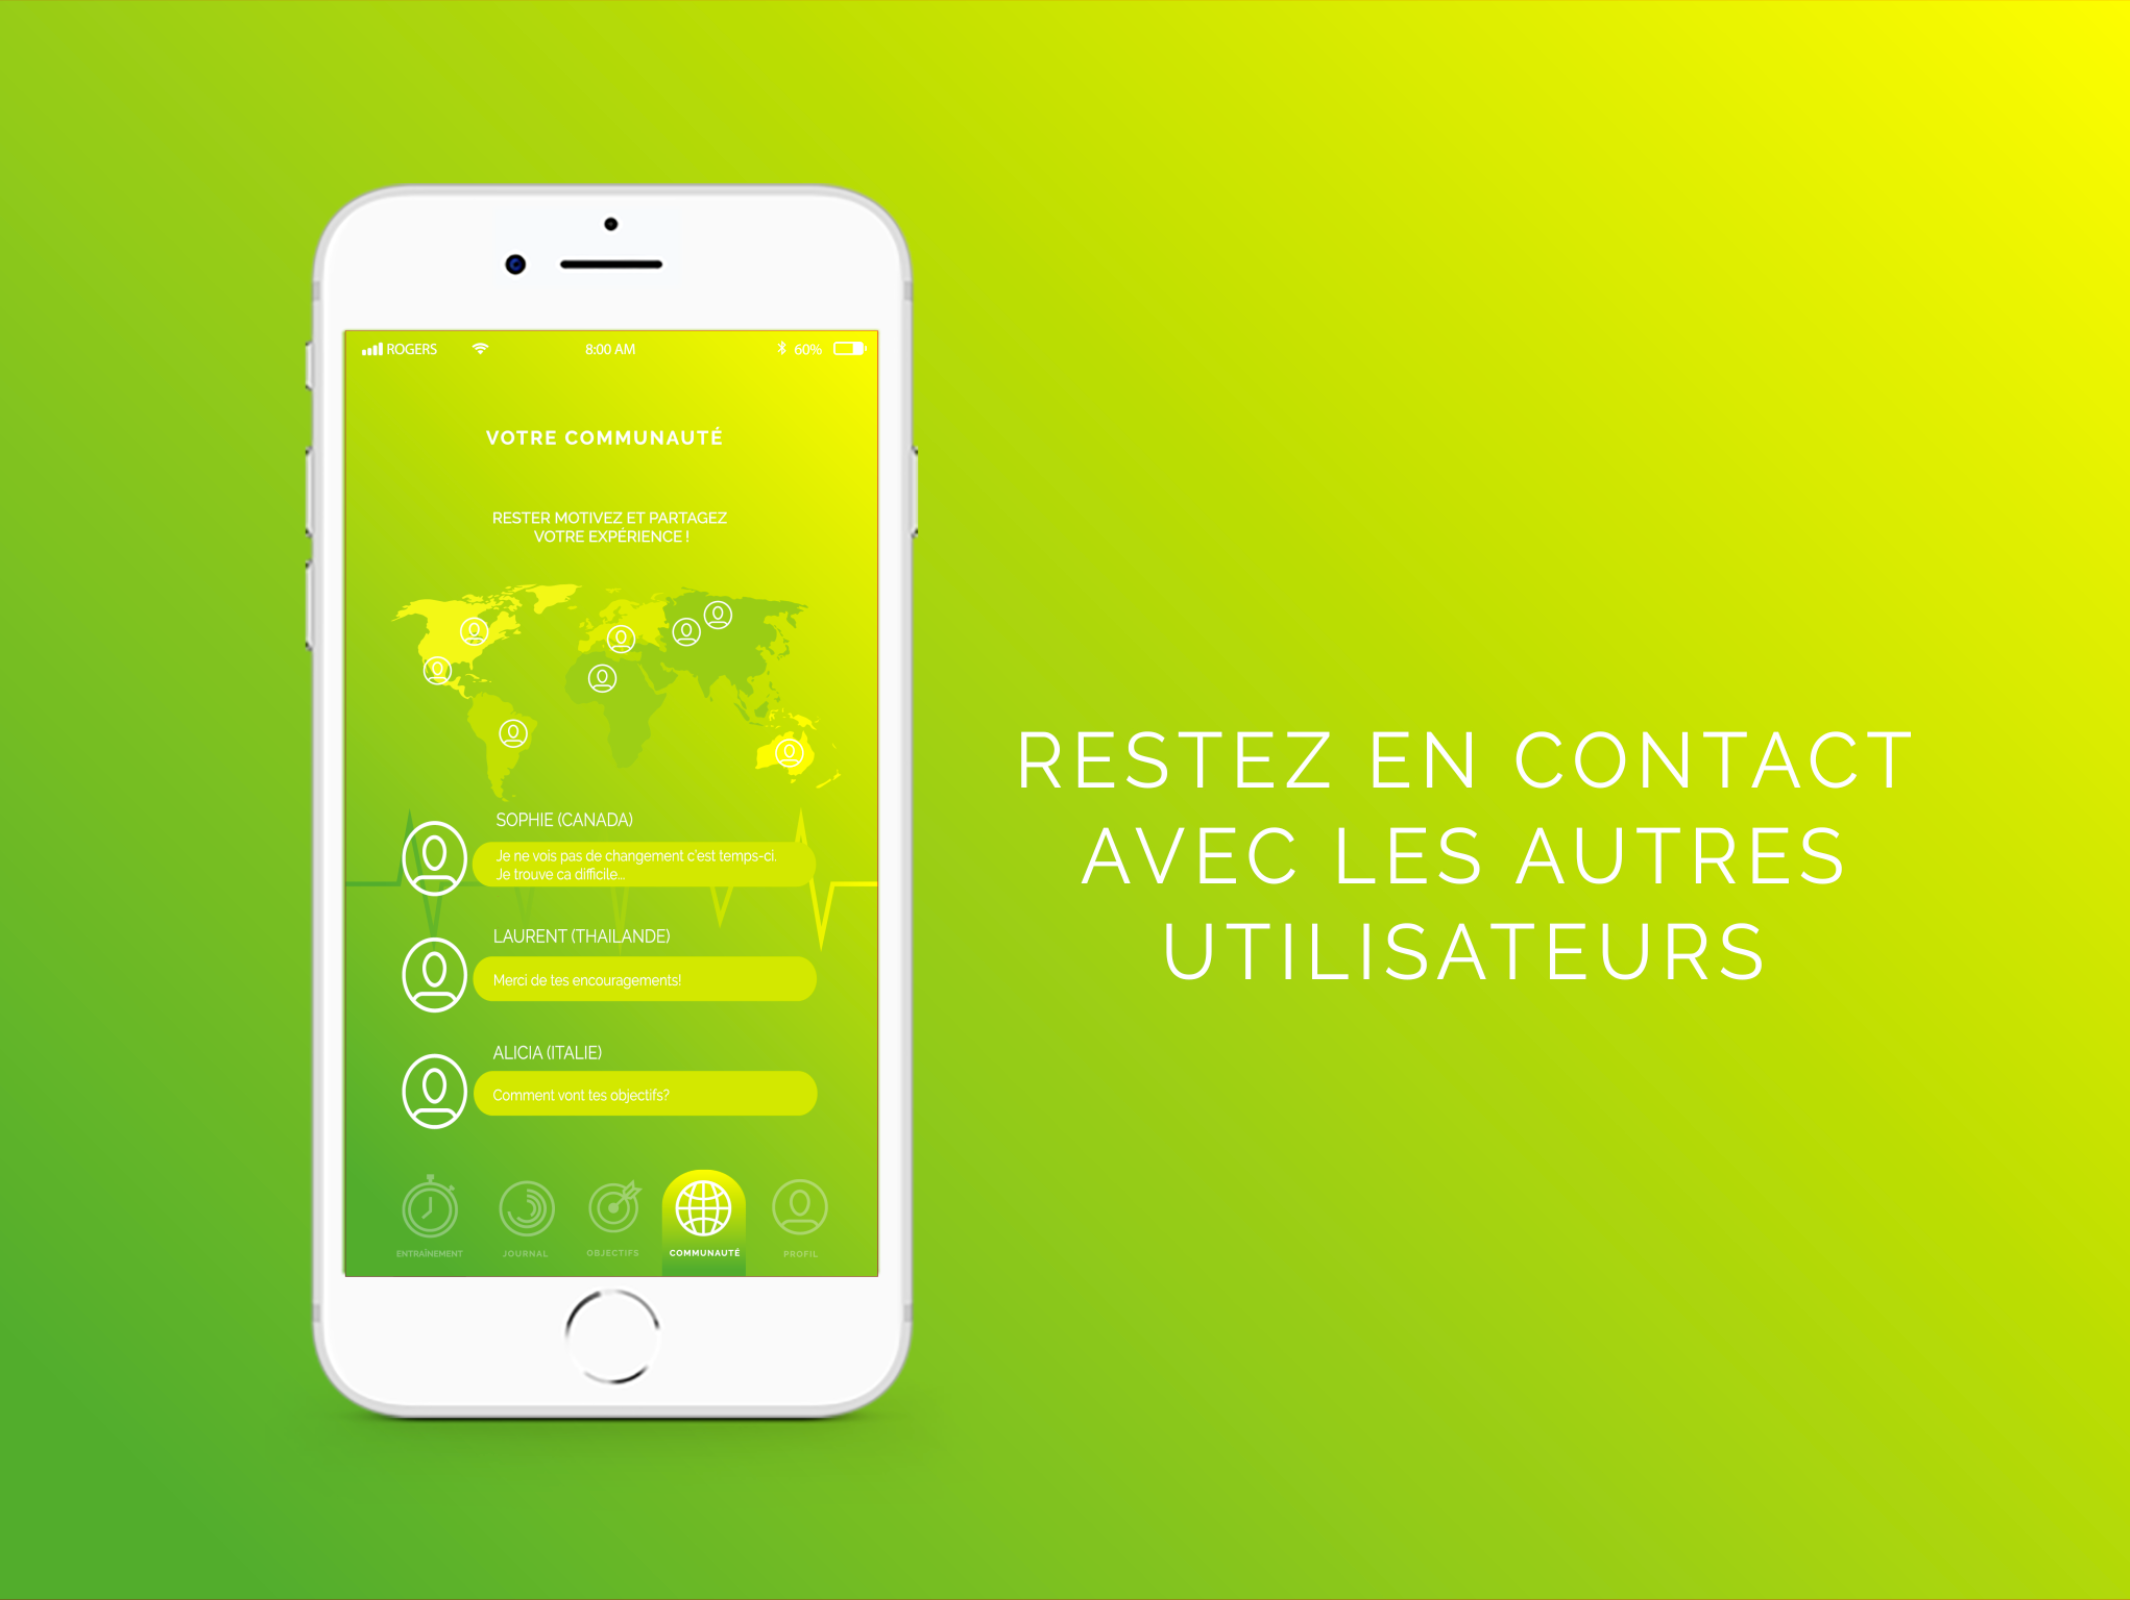 ROGERS 8:00 AM 60%
VOTRE COMMUNAUTÉ
RESTER MOTIVEZ ET PARTAGEZ
VOTRE EXPÉRIENCE !
SOPHIE (CANADA)
Je ne vois pas de changement c'est temps-ci.
Je trouve ca difficile...
LAURENT (THAILANDE)
Merci de tes encouragements!
ALICIA (ITALIE)
Comment vont tes objectifs?
ENTRAÎNEMENT JOURNAL OBJECTIFS COMMUNAUTÉ PROFIL
RESTEZ EN CONTACT
AVEC LES AUTRES
UTILISATEURS